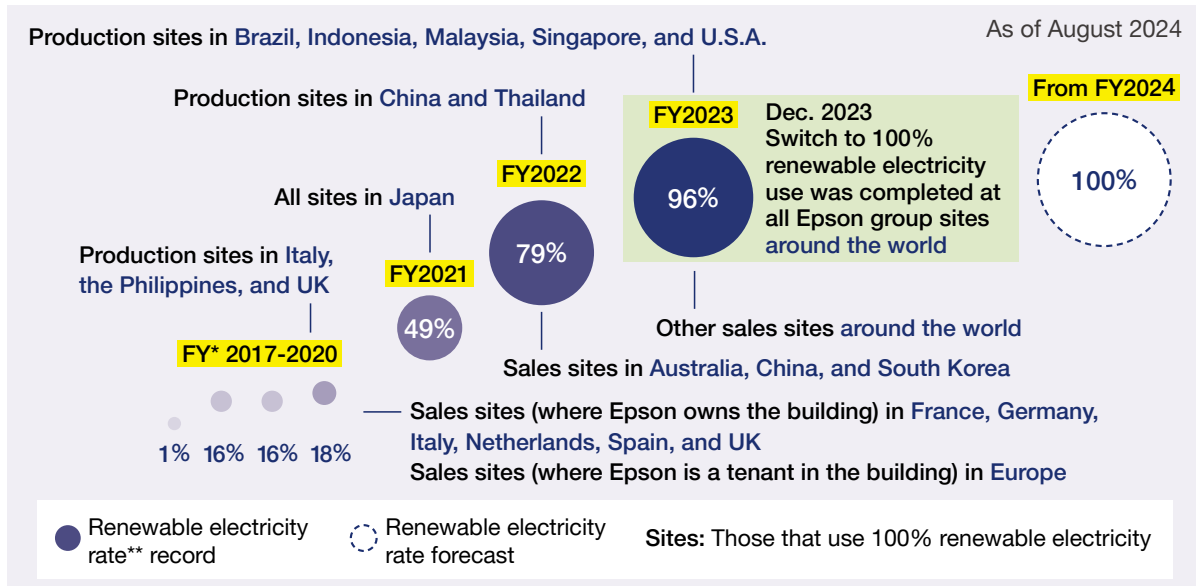 As of August 2024
Production sites in Brazil, Indonesia, Malaysia, Singapore, and U.S.A.
Production sites in China and Thailand
All sites in Japan
Production sites in Italy,
the Philippines, and UK
FY* 2017-2020
1%
16%
16%
18%
Sales sites (where Epson owns the building) in France, Germany,
Italy, Netherlands, Spain, and UK
Sales sites (where Epson is a tenant in the building) in Europe
FY2021
49%
FY2022
79%
Sales sites in Australia, China, and South Korea
FY2023
96%
Dec. 2023
Switch to 100%
renewable electricity
use was completed at
all Epson group sites
around the world
Other sales sites around the world
From FY2024
100%
Renewable electricity
rate** record
Renewable electricity
rate forecast
Sites: Those that use 100% renewable electricity